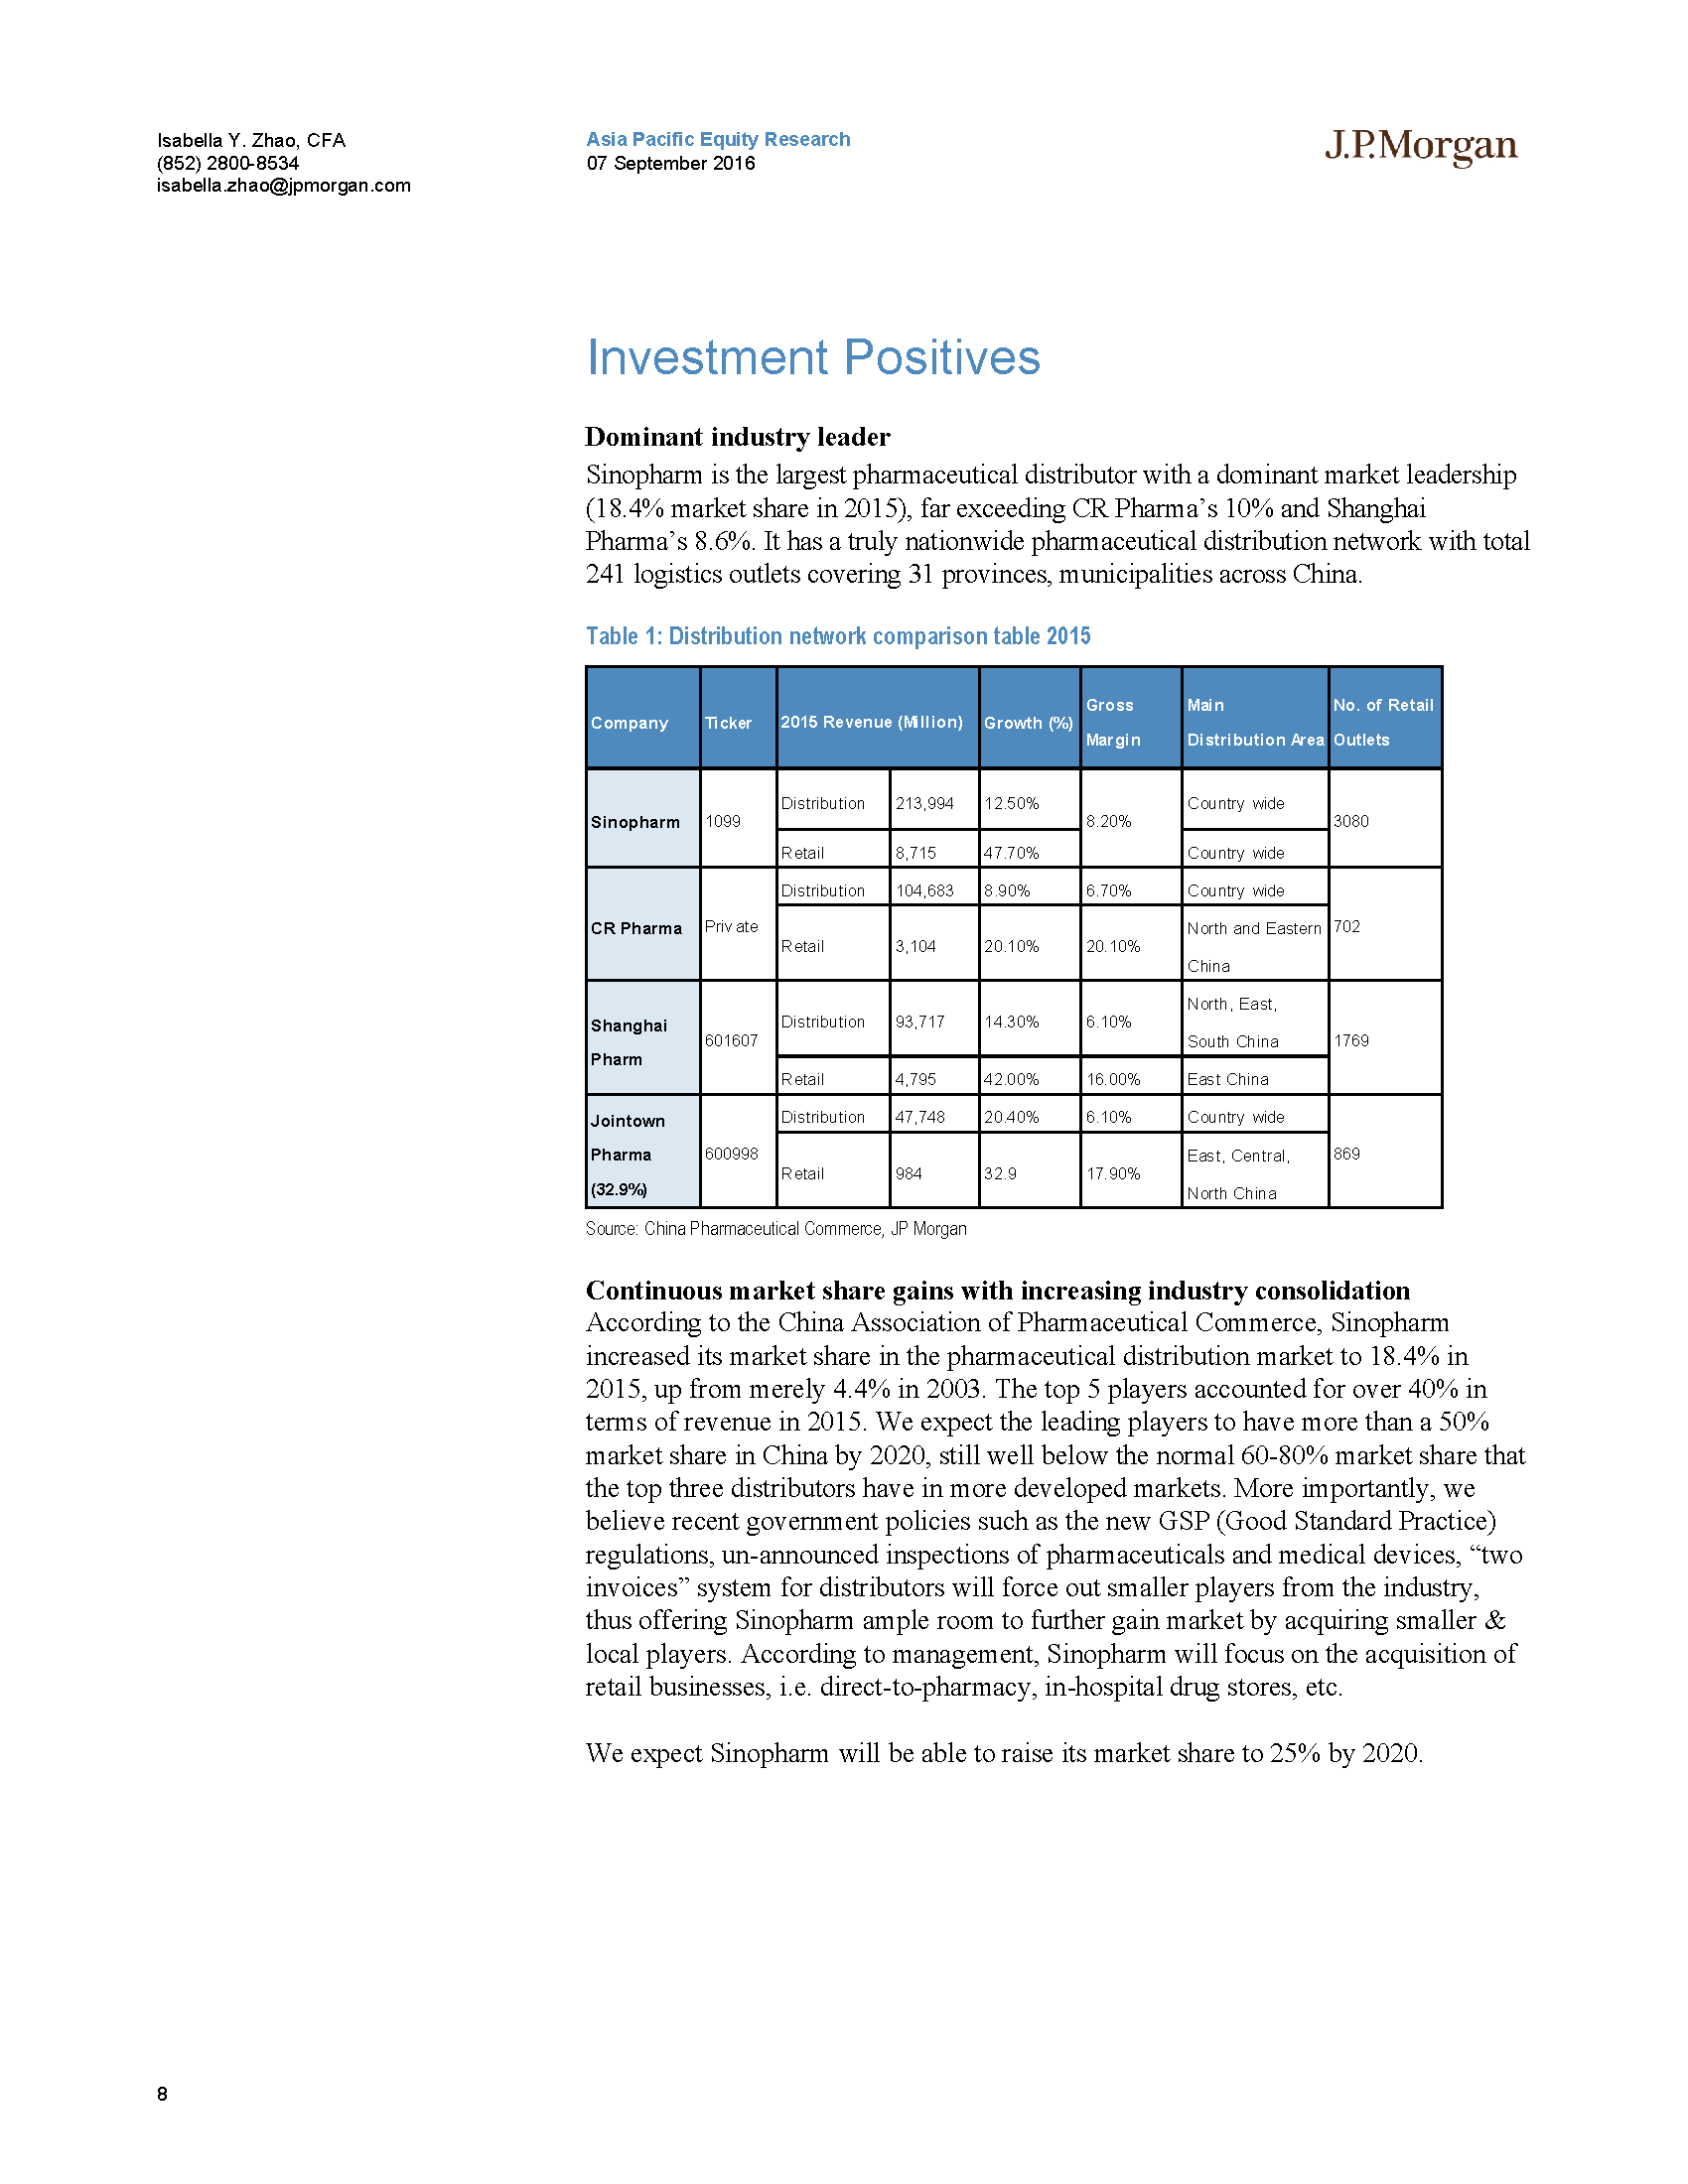 Isabella Y. Zhao, CFA
(852) 2800-8534
isabella.zhao@jpmorgan.com
Asia Pacific Equity Research
07 September 2016
J.P.Morgan
Investment Positives
Dominant industry leader
Sinopharm is the largest pharmaceutical distributor with a dominant market leadership
(18.4% market share in 2015), far exceeding CR Pharma’s 10% and Shanghai
Pharma’s 8.6%. It has a truly nationwide pharmaceutical distribution network with total
241 logistics outlets covering 31 provinces, municipalities across China.
Table 1: Distribution network comparison table 2015
Company Ticker 2015 Revenue (Million) Growth (%) Gross Margin Main Distribution Area No. of Retail Outlets
Sinopharm 1099 Distribution 213,994 12.50% 8.20% Country wide 3080
Retail 8,715 47.70% Country wide
CR Pharma Private Distribution 104,683 8.90% 6.70% Country wide 702
Retail 3,104 20.10% 20.10% North and Eastern China
Shanghai Pharm 601607 Distribution 93,717 14.30% 6.10% North, East, South China 1769
Retail 4,795 42.00% 16.00% East China
Jointown Pharma (32.9%) 600998 Distribution 47,748 20.40% 6.10% Country wide 869
Retail 984 32.9 17.90% East, Central, North China
Source: China Pharmaceutical Commerce, JP Morgan
Continuous market share gains with increasing industry consolidation
According to the China Association of Pharmaceutical Commerce, Sinopharm
increased its market share in the pharmaceutical distribution market to 18.4% in
2015, up from merely 4.4% in 2003. The top 5 players accounted for over 40% in
terms of revenue in 2015. We expect the leading players to have more than a 50%
market share in China by 2020, still well below the normal 60-80% market share that
the top three distributors have in more developed markets. More importantly, we
believe recent government policies such as the new GSP (Good Standard Practice)
regulations, un-announced inspections of pharmaceuticals and medical devices, “two
invoices” system for distributors will force out smaller players from the industry,
thus offering Sinopharm ample room to further gain market by acquiring smaller &
local players. According to management, Sinopharm will focus on the acquisition of
retail businesses, i.e. direct-to-pharmacy, in-hospital drug stores, etc.
We expect Sinopharm will be able to raise its market share to 25% by 2020.
8